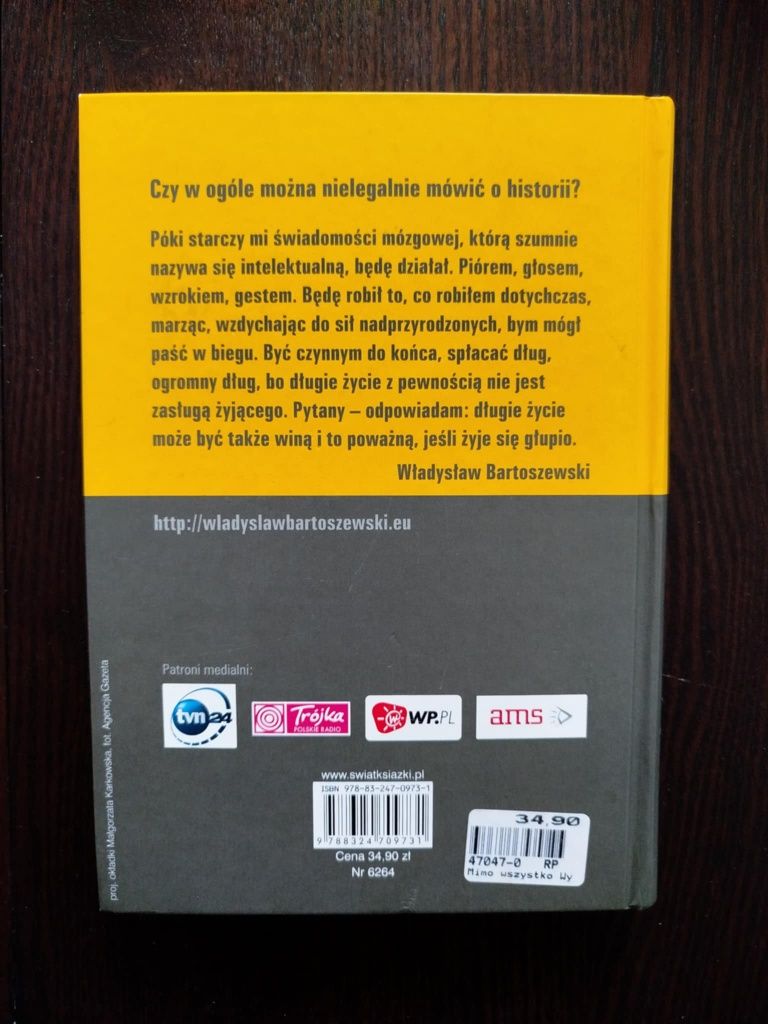 Czy w ogóle można nielegalnie mówić o historii?
Póki starczy mi świadomości mózgowej, którą szumnie
nazywa się intelektualną, będę działał. Piórem, głosem,
wzrokiem, gestem. Będę robił to, co robiłem dotychczas,
marząc, wzdychając do sił nadprzyrodzonych, bym mógł
paść w biegu. Być czynnym do końca, spłacać dług,
ogromny dług, bo długie życie z pewnością nie jest
zasługą żyjącego. Pytany – odpowiadam: długie życie
może być także winą i to poważną, jeśli żyje się głupio.
Władysław Bartoszewski
http://wladyslawbartoszewski.eu
proj. okładki Małgorzata Karkowska, fot. Agencja Gazeta
Patroni medialni:
tvn24
Trójka
POLSKIE RADIO
W WP.PL
ams
www.swiatksiazki.pl
ISBN 978-83-247-0973-1
9 788324 709731
Cena 34,90 zł
Nr 6264
34,90
47047-0 RP
Mimo wszystko Wy